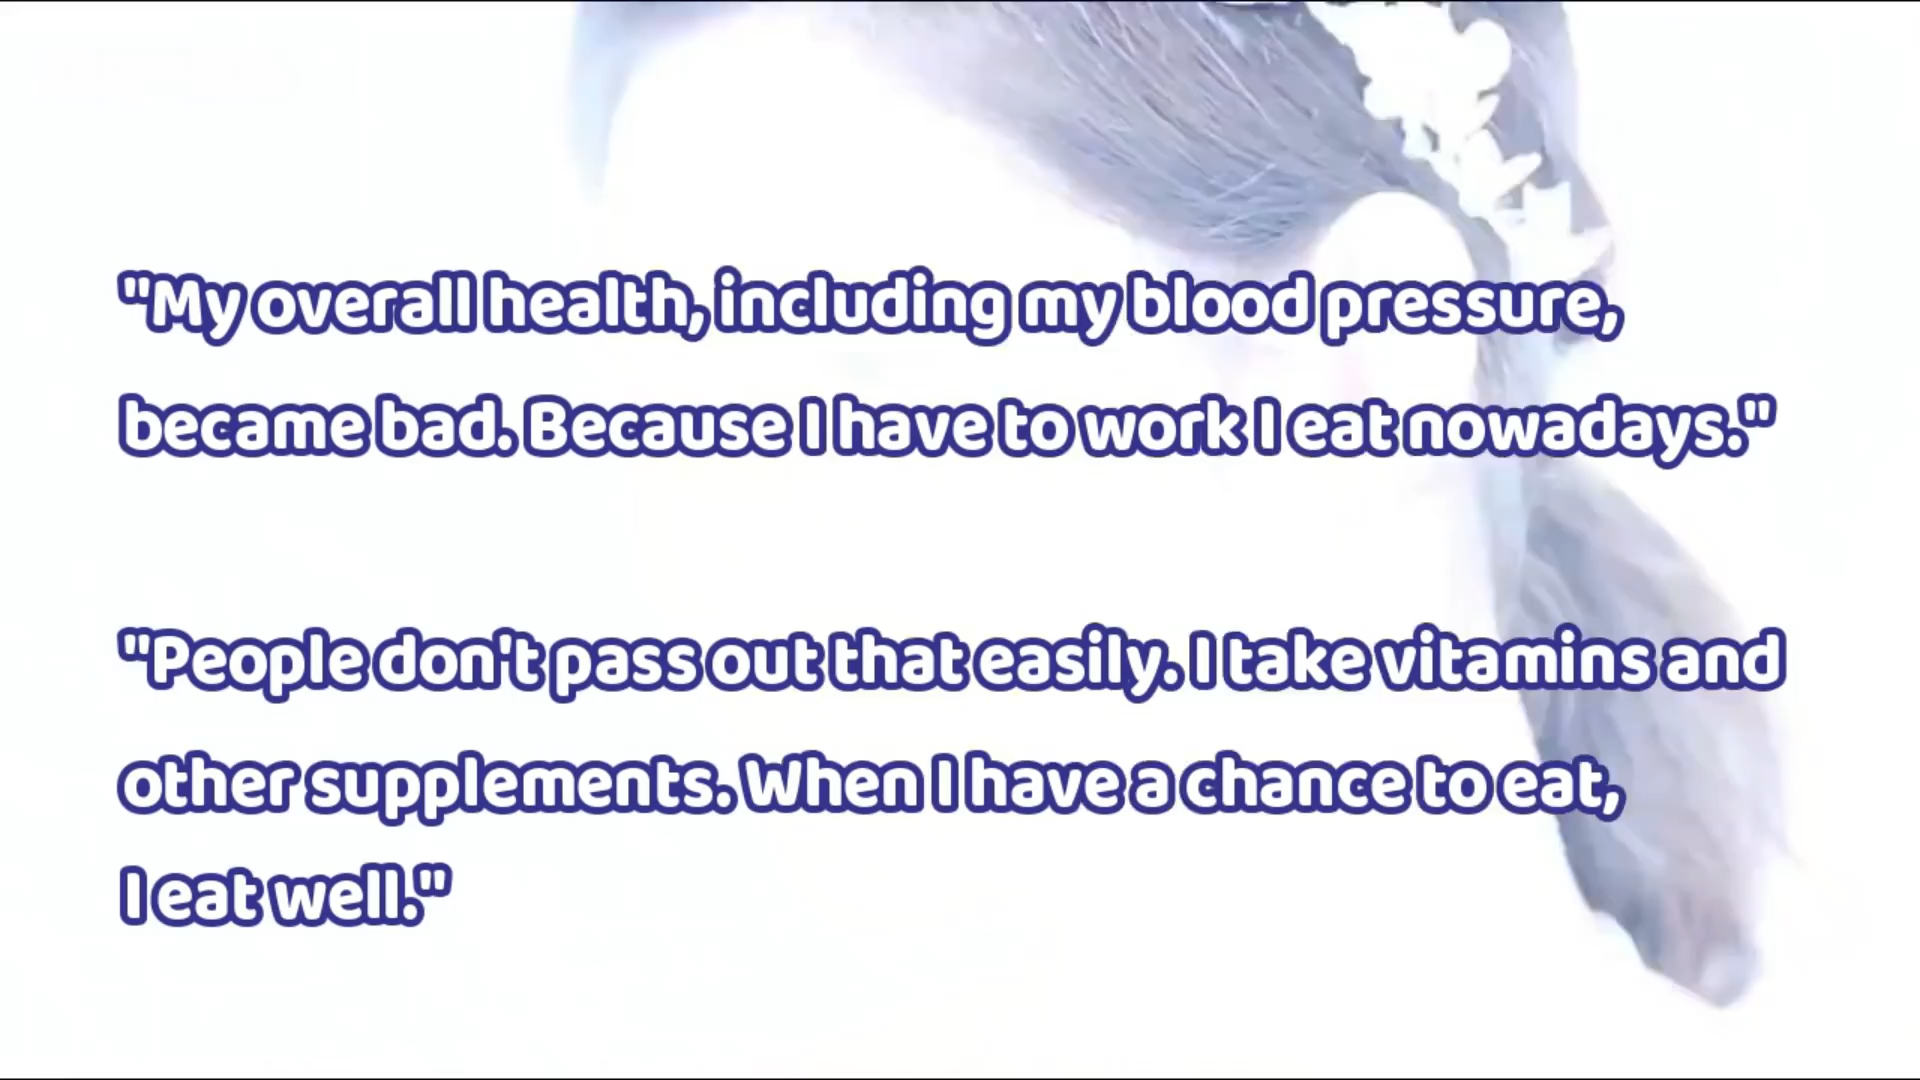 "My overall health, including my blood pressure,
became bad. Because I have to work I eat nowadays."
"People don't pass out that easily. I take vitamins and
other supplements. When I have a chance to eat,
I eat well."